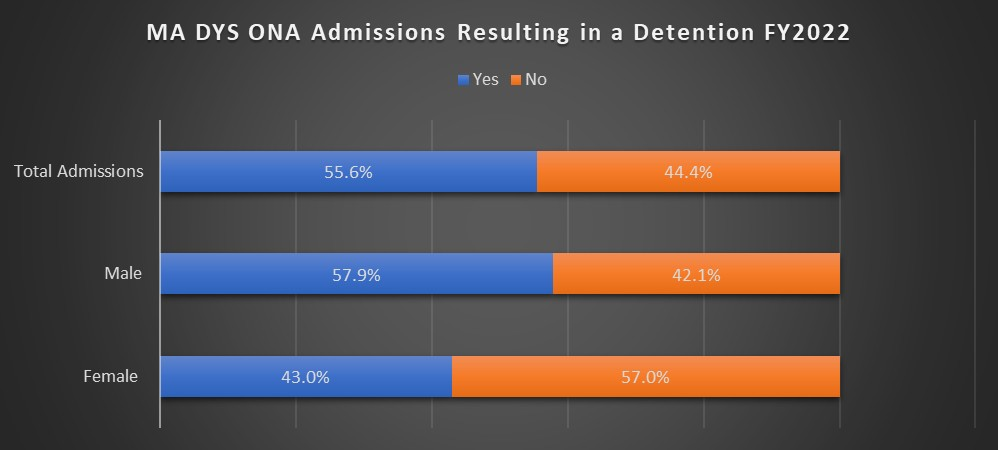 MA DYS ONA Admissions Resulting in a Detention FY2022
Yes No
Total Admissions 55.6% 44.4%
Male 57.9% 42.1%
Female 43.0% 57.0%